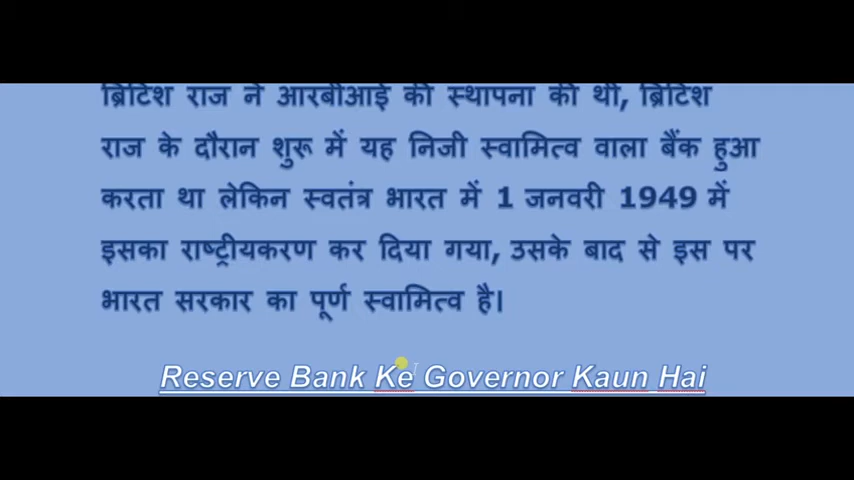 ब्रिटिश राज ने आरबीआई की स्थापना की थी, ब्रिटिश
राज के दौरान शुरू में यह निजी स्वामित्व वाला बैंक हुआ
करता था लेकिन स्वतंत्र भारत में 1 जनवरी 1949 में
इसका राष्ट्रीयकरण कर दिया गया, उसके बाद से इस पर
भारत सरकार का पूर्ण स्वामित्व है।
Reserve Bank Ke Governor Kaun Hai